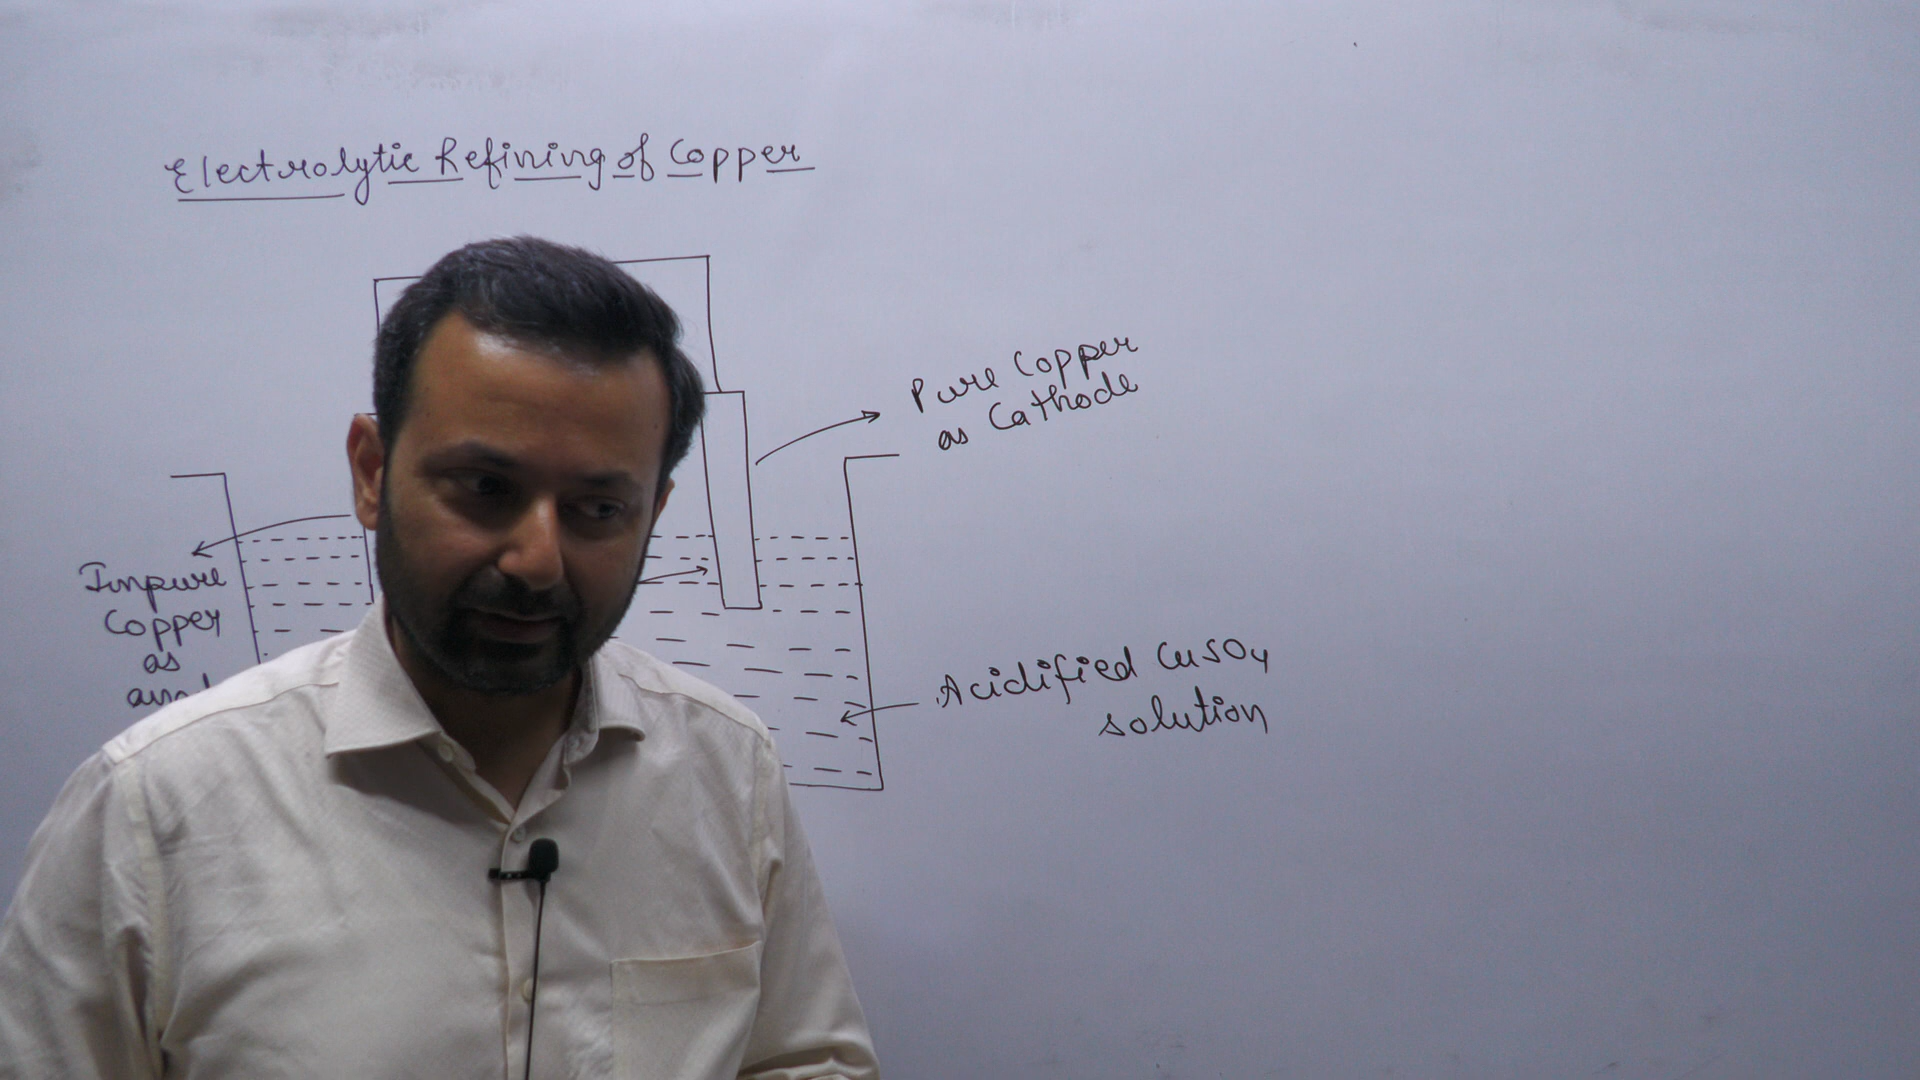 Electrolytic Refining of Copper
Pure Copper
as Cathode
Impure
Copper
as
Acidified CuSO4
solution